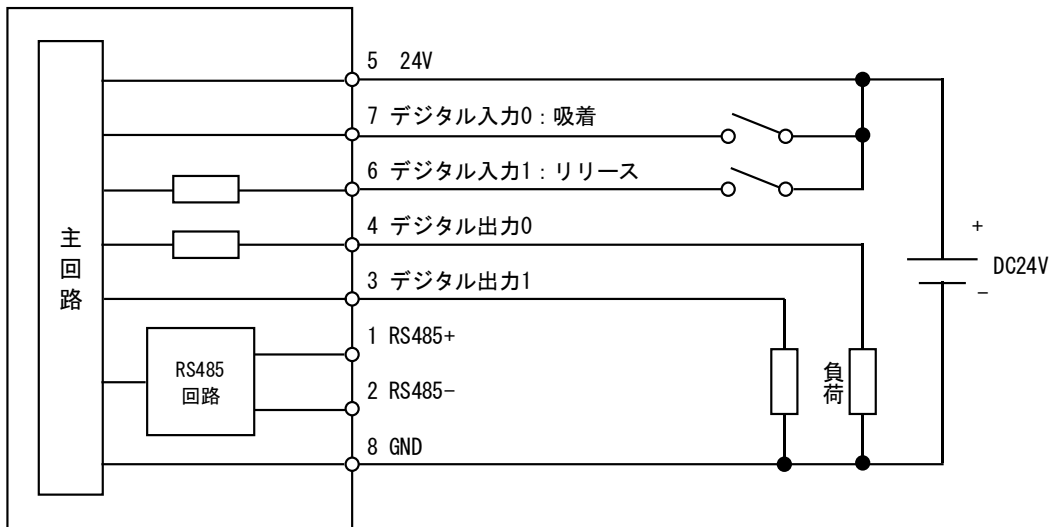 5 24V
7 デジタル入力0：吸着
6 デジタル入力1：リリース
4 デジタル出力0
3 デジタル出力1
1 RS485+
2 RS485-
8 GND
主回路
RS485
回路
負荷
+
DC24V
-